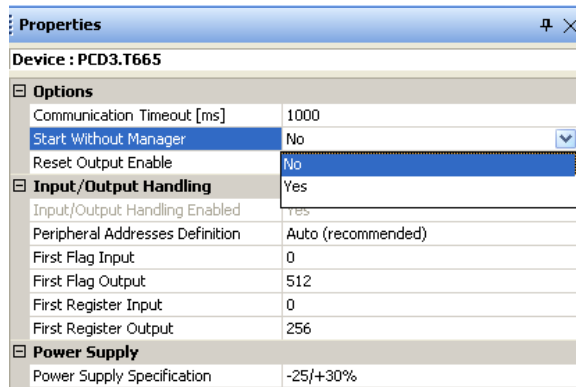 Properties
Device : PCD3.T665
Options
Communication Timeout [ms] 1000
Start Without Manager No
Reset Output Enable No
Input/Output Handling Yes
Input/Output Handling Enabled Yes
Peripheral Addresses Definition Auto (recommended)
First Flag Input 0
First Flag Output 512
First Register Input 0
First Register Output 256
Power Supply
Power Supply Specification -25/+30%